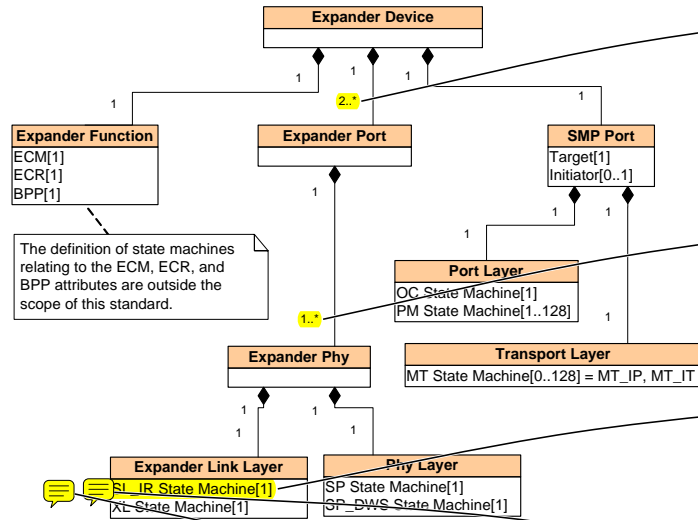 Expander Device
1
1
1
1
2..*
1
Expander Function
ECM[1]
ECR[1]
BPP[1]
Expander Port
SMP Port
Target[1]
Initiator[0..1]
1
1
1
The definition of state machines
relating to the ECM, ECR, and
BPP attributes are outside the
scope of this standard.
1
Port Layer
OC State Machine[1]
PM State Machine[1..128]
1..*
1
Expander Phy
Transport Layer
MT State Machine[0..128] = MT_IP, MT_IT
1
1
1
1
Expander Link Layer
SL_IR State Machine[1]
XL State Machine[1]
Phy Layer
SP State Machine[1]
SP_DWS State Machine[1]